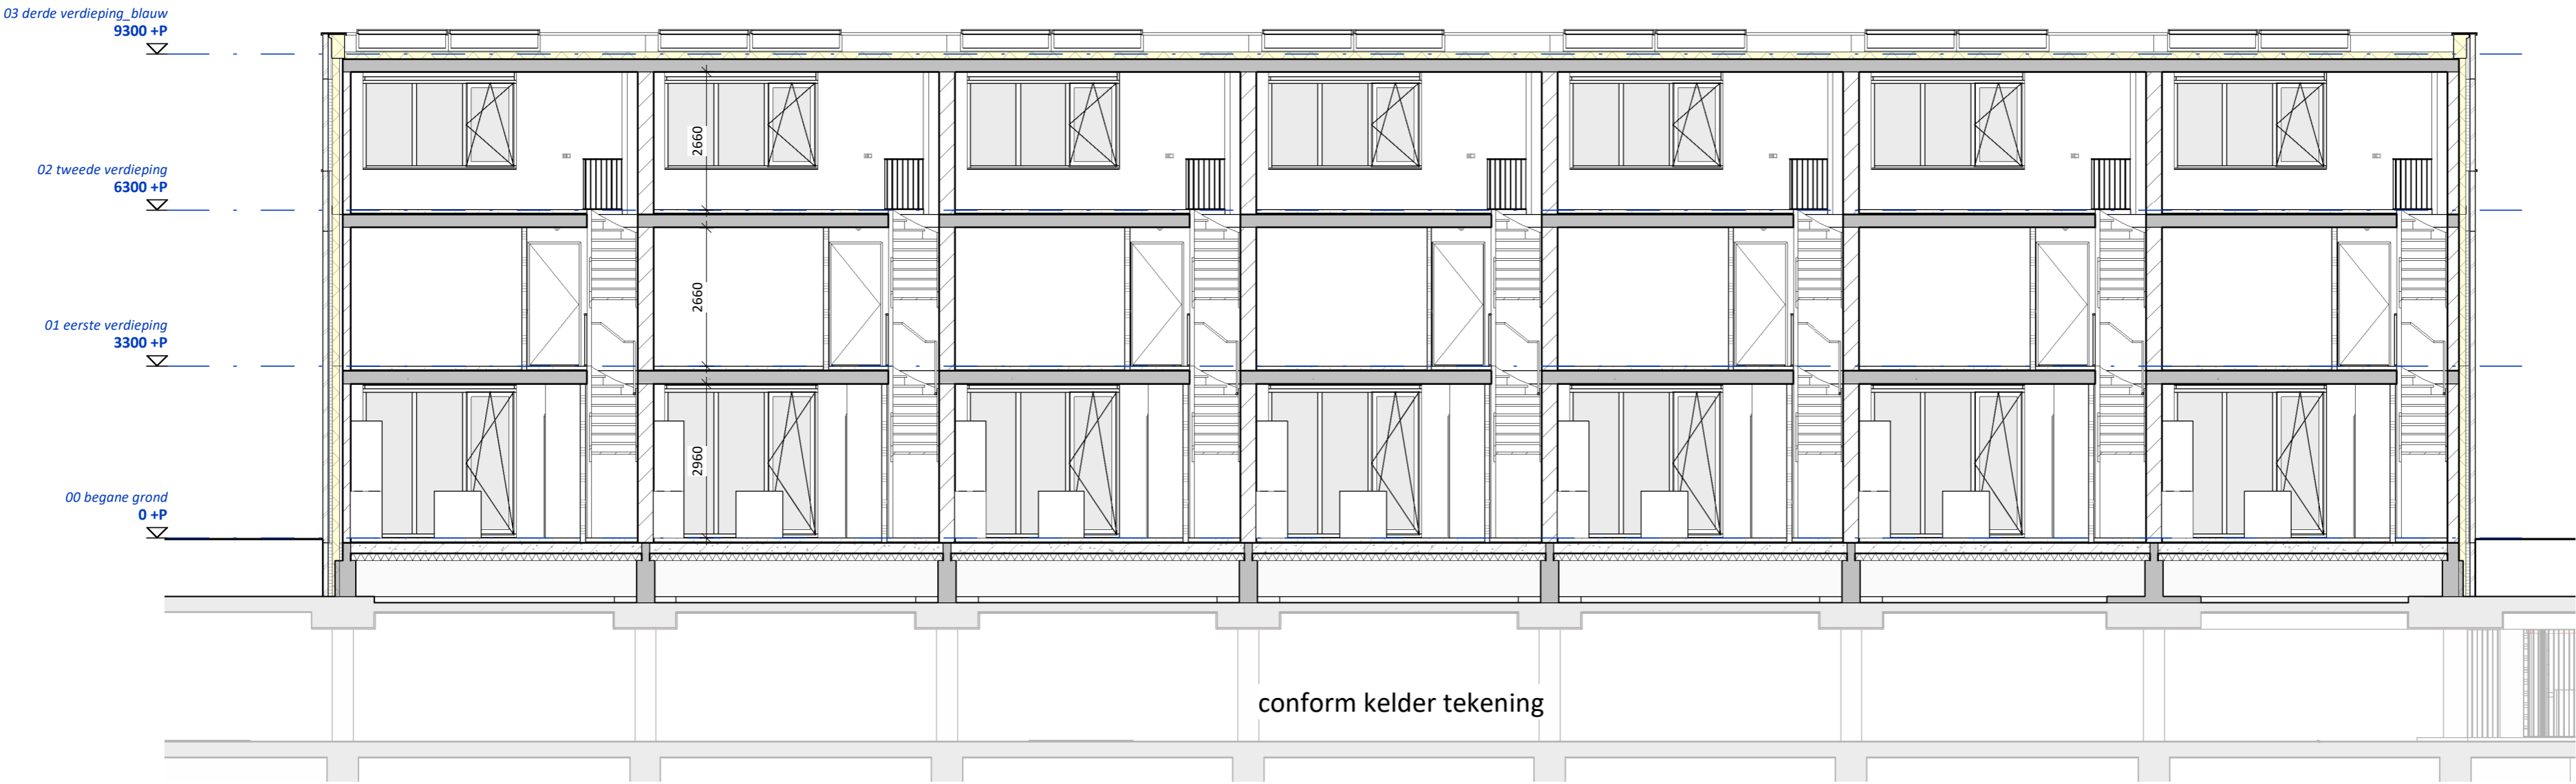 03 derde verdieping_blauw
9300 +P
2660
02 tweede verdieping
6300 +P
2660
01 eerste verdieping
3300 +P
2960
00 begane grond
0 +P
conform kelder tekening